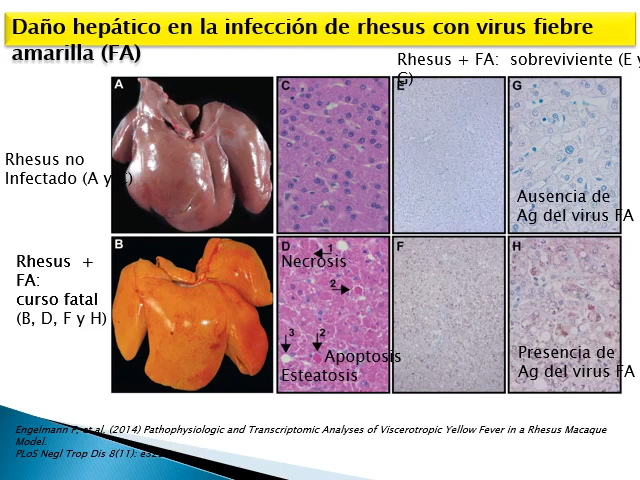 Daño hepático en la infección de rhesus con virus fiebre
amarilla (FA)
Rhesus + FA: sobreviviente (E y
G)
A
C
E
G
Rhesus no
Infectado (A y C)
Ausencia de
Ag del virus FA
B
D
F
H
Rhesus +
FA:
curso fatal
(B, D, F y H)
1
Necrosis
2
3
2
Apoptosis
Esteatosis
Presencia de
Ag del virus FA
Engelmann F, et al. (2014) Pathophysiologic and Transcriptomic Analyses of Viscerotropic Yellow Fever in a Rhesus Macaque
Model.
PLoS Negl Trop Dis 8(11):